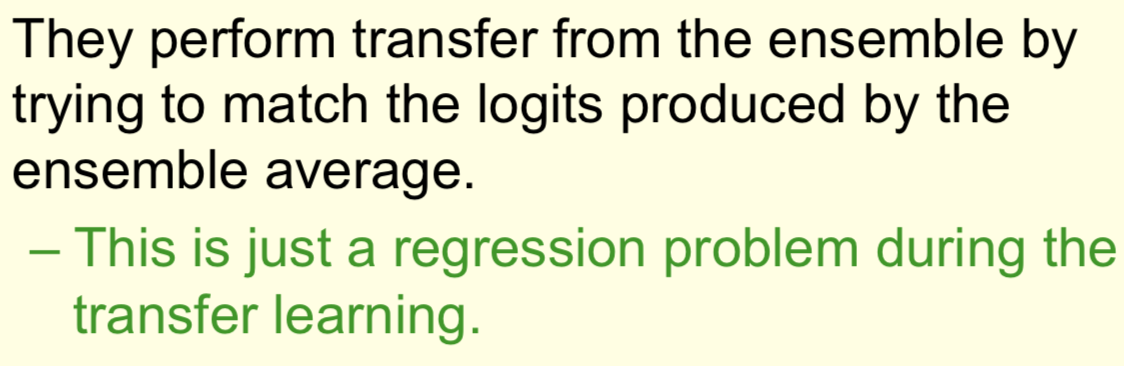 They perform transfer from the ensemble by
trying to match the logits produced by the
ensemble average.
– This is just a regression problem during the
transfer learning.